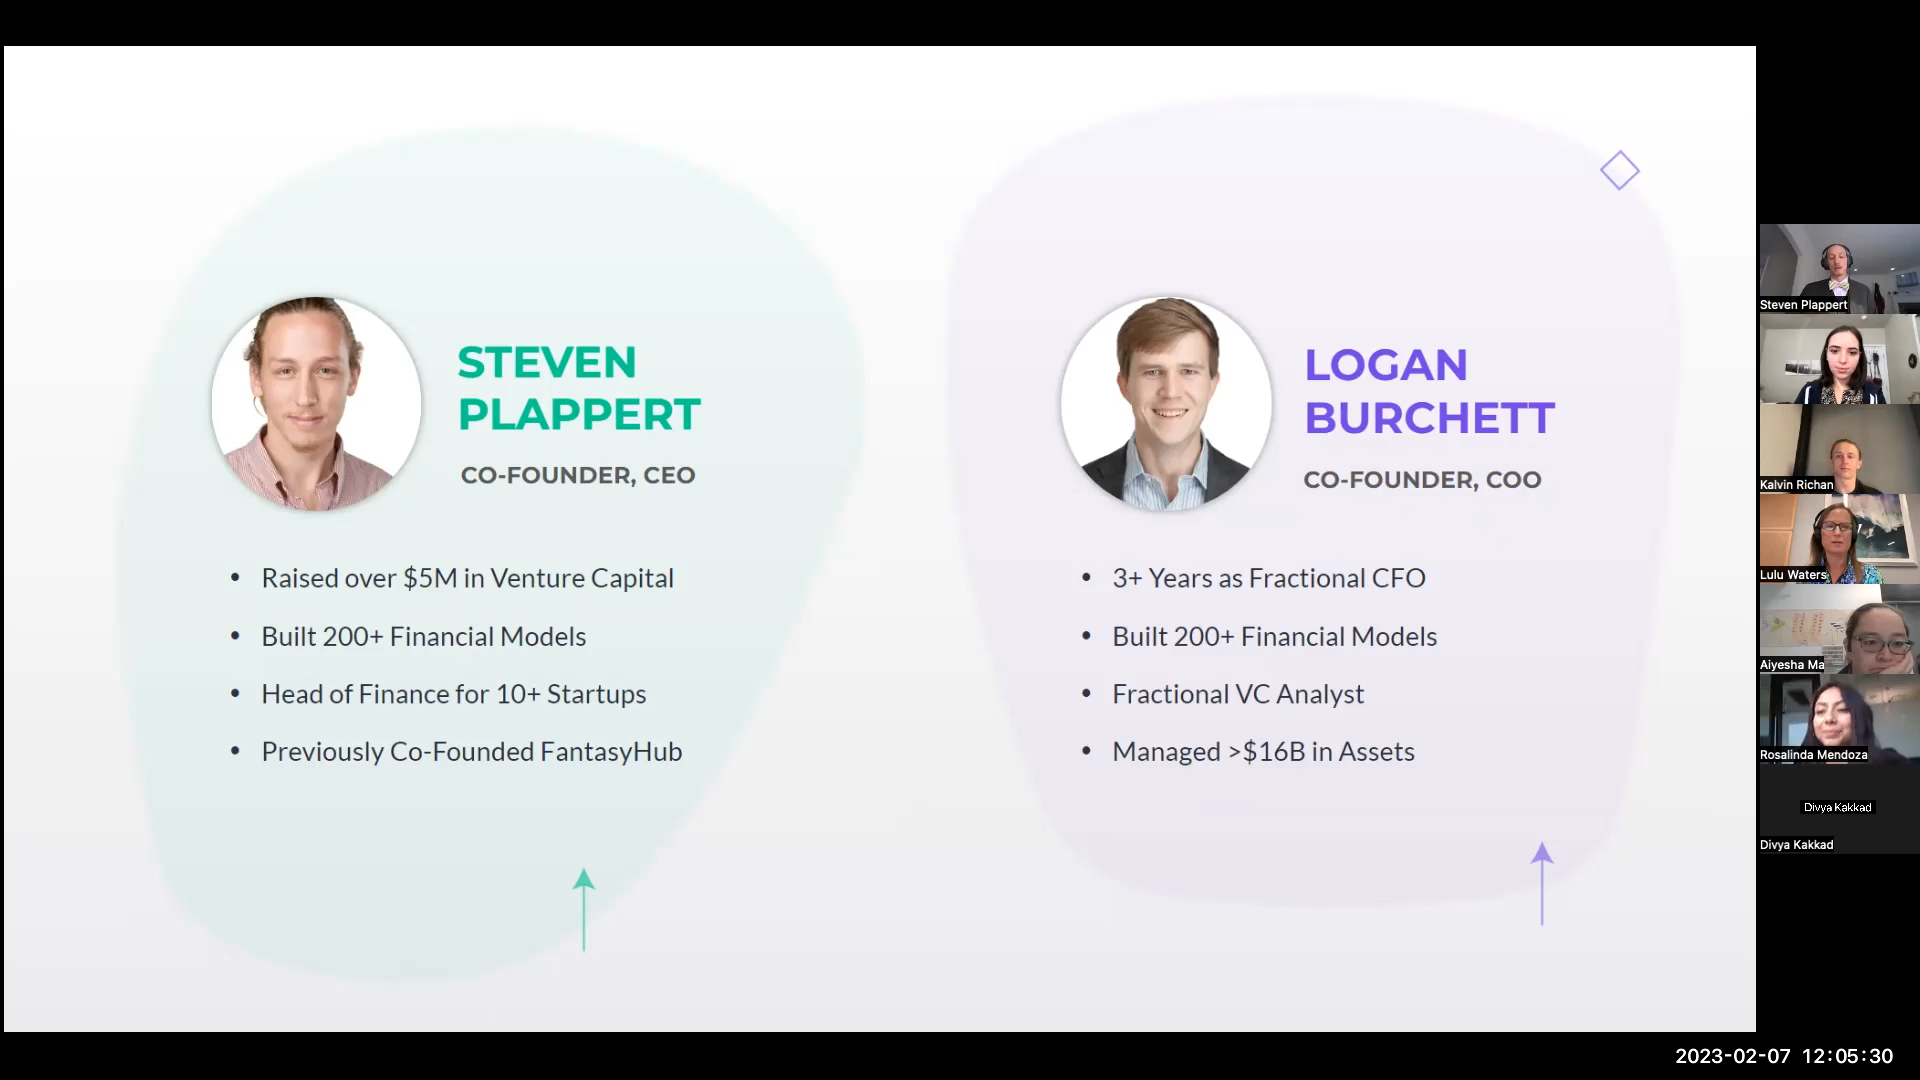 STEVEN
PLAPPERT
CO-FOUNDER, CEO
• Raised over $5M in Venture Capital
• Built 200+ Financial Models
• Head of Finance for 10+ Startups
• Previously Co-Founded FantasyHub
LOGAN
BURCHETT
CO-FOUNDER, COO
• 3+ Years as Fractional CFO
• Built 200+ Financial Models
• Fractional VC Analyst
• Managed >$16B in Assets
Steven Plappert
Kalvin Richan
Lulu Waters
Aiyesha Ma
Rosalinda Mendoza
Divya Kakkad
Divya Kakkad
2023-02-07 12:05:30